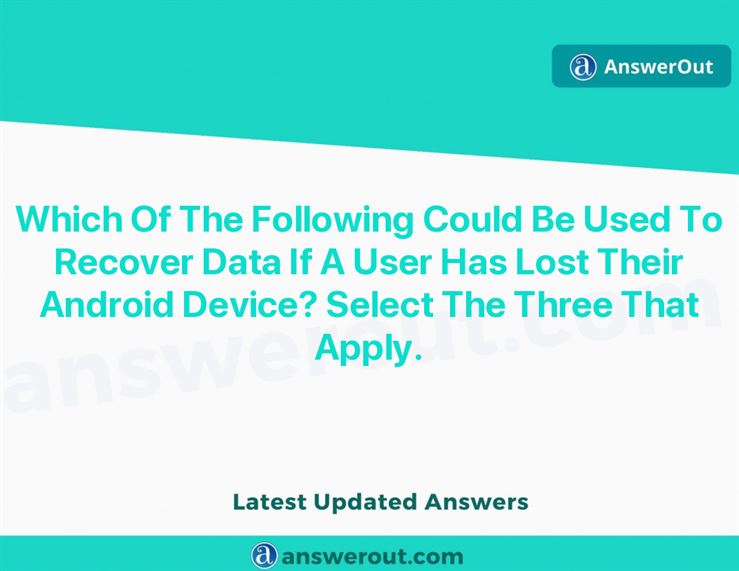 AnswerOut
Which Of The Following Could Be Used To
Recover Data If A User Has Lost Their
Android Device? Select The Three That
Apply.
answerout.com
Latest Updated Answers
answerout.com